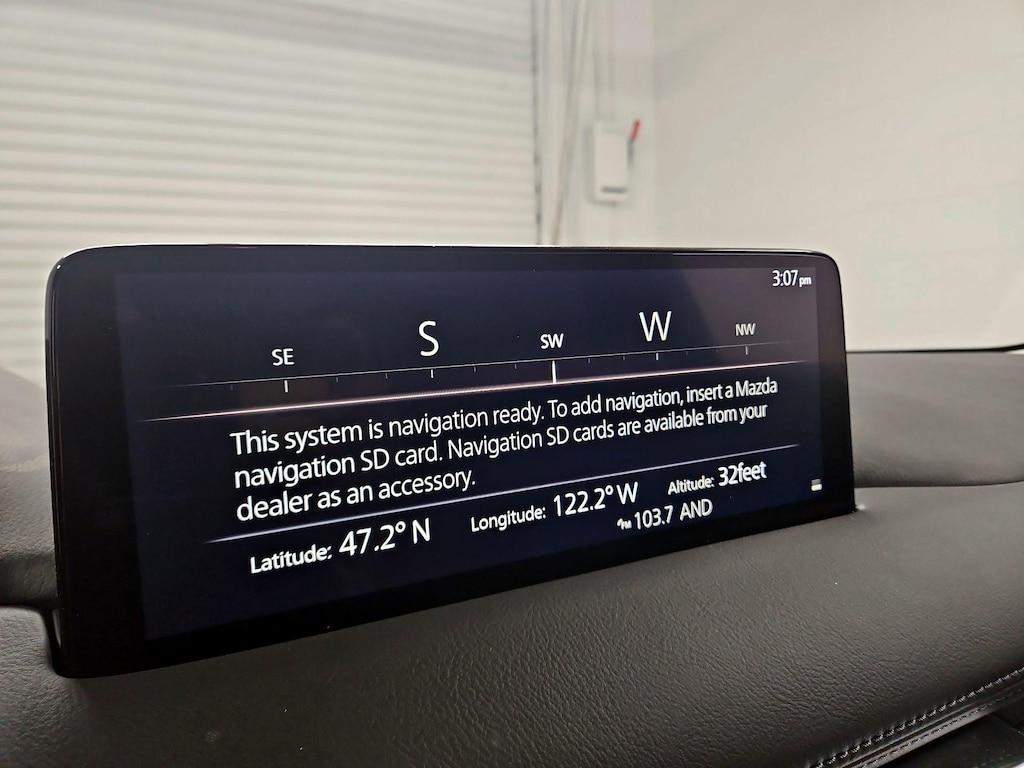 3:07pm
SE S SW W NW
This system is navigation ready. To add navigation, insert a Mazda
navigation SD card. Navigation SD cards are available from your
dealer as an accessory.
Latitude: 47.2° N Longitude: 122.2° W Altitude: 32feet
FM 103.7 AND